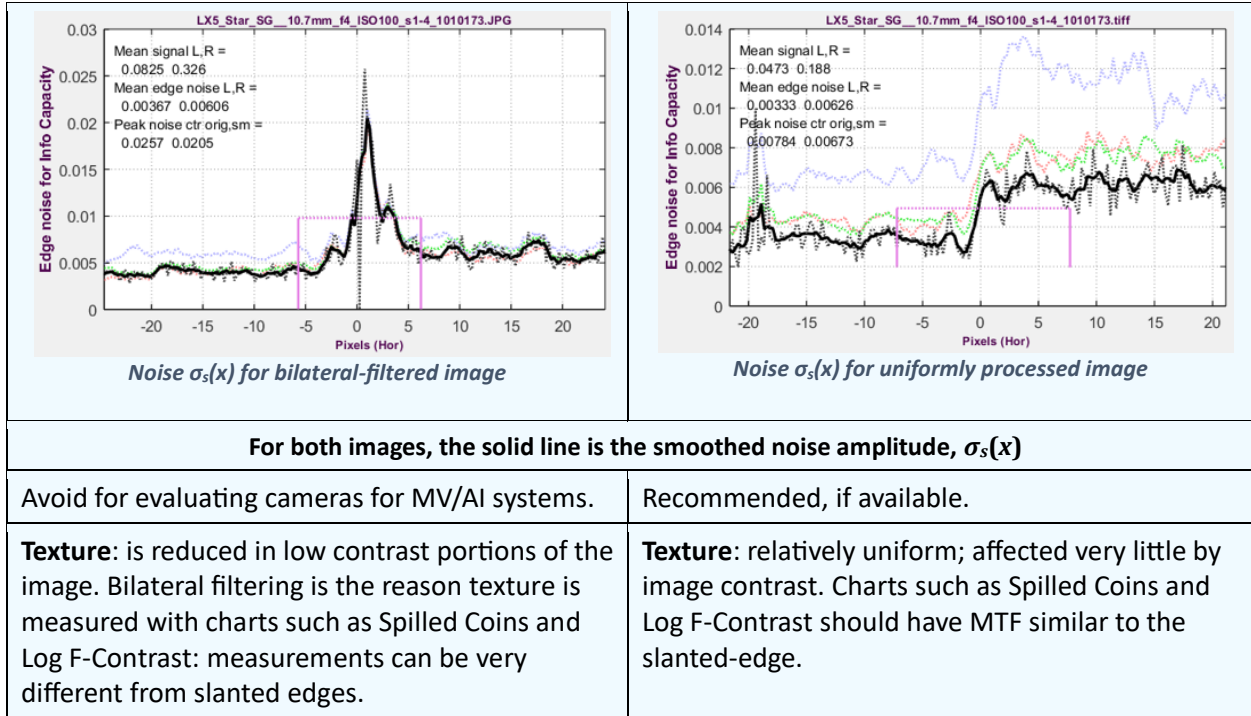 LX5_Star_SG__10.7mm_f4_ISO100_s1-4_1010173.JPG
0.03
0.025
0.02
0.015
0.01
0.005
0
Edge noise for Info Capacity
Mean signal L,R =
0.0825 0.326
Mean edge noise L,R =
0.00367 0.00606
Peak noise ctr orig,sm =
0.0257 0.0205
-20 -15 -10 -5 0 5 10 15 20
Pixels (Hor)
Noise σs(x) for bilateral-filtered image
LX5_Star_SG__10.7mm_f4_ISO100_s1-4_1010173.tiff
0.014
0.012
0.01
0.008
0.006
0.004
0.002
0
Edge noise for Info Capacity
Mean signal L,R =
0.0473 0.188
Mean edge noise L,R =
0.00333 0.00626
Peak noise ctr orig,sm =
0.00784 0.00673
-20 -15 -10 -5 0 5 10 15 20
Pixels (Hor)
Noise σs(x) for uniformly processed image
For both images, the solid line is the smoothed noise amplitude, σs(x)
Avoid for evaluating cameras for MV/AI systems.
Recommended, if available.
Texture: is reduced in low contrast portions of the
image. Bilateral filtering is the reason texture is
measured with charts such as Spilled Coins and
Log F-Contrast: measurements can be very
different from slanted edges.
Texture: relatively uniform; affected very little by
image contrast. Charts such as Spilled Coins and
Log F-Contrast should have MTF similar to the
slanted-edge.